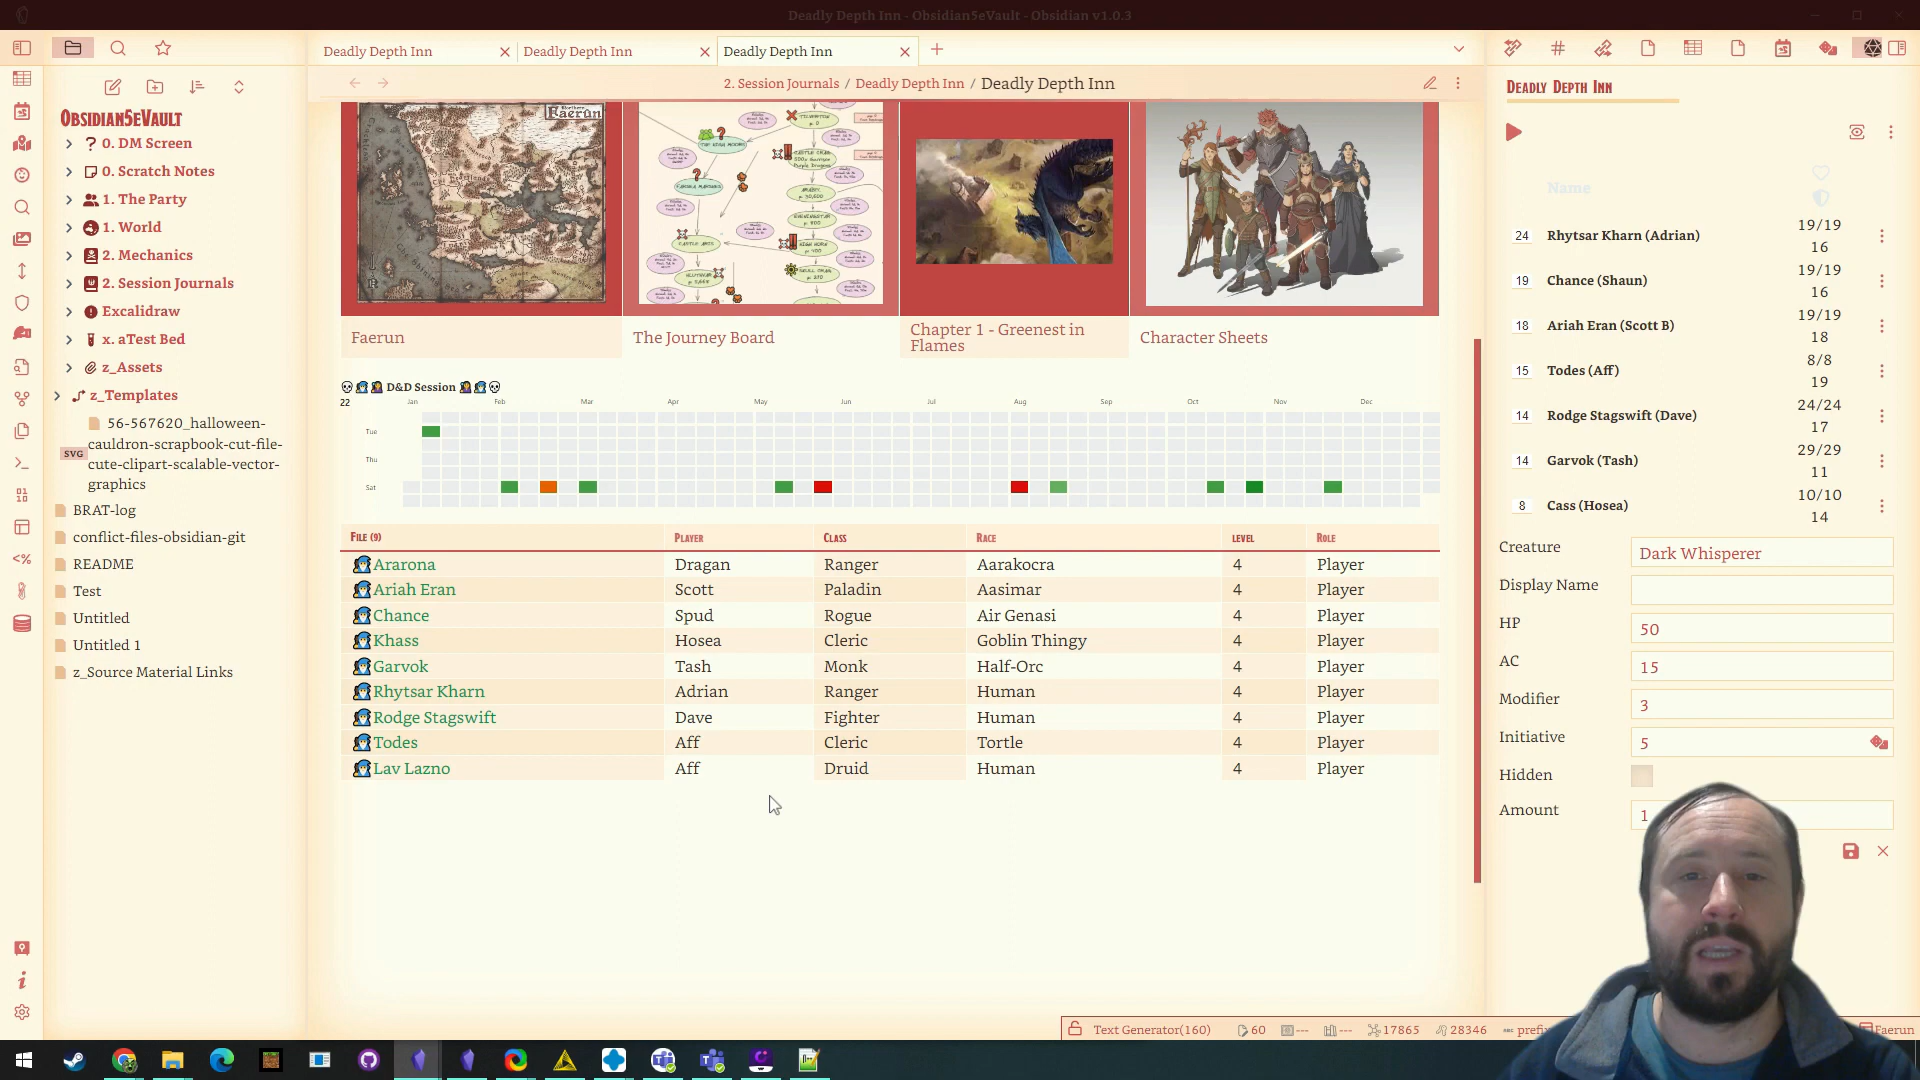 Deadly Depth Inn - Obsidian5eVault - Obsidian v1.0.3
Deadly Depth Inn
Deadly Depth Inn
Deadly Depth Inn
2. Session Journals / Deadly Depth Inn / Deadly Depth Inn
Obsidian5eVault
0. DM Screen
0. Scratch Notes
1. The Party
1. World
2. Mechanics
2. Session Journals
Excalidraw
x. aTest Bed
z_Assets
z_Templates
56-567620_halloween-
cauldron-scrapbook-cut-file-
cute-clipart-scalable-vector-
graphics
SVG
BRAT-log
conflict-files-obsidian-git
README
Test
Untitled
Untitled 1
z_Source Material Links
Northern
Faerûn
Faerun
The Journey Board
Chapter 1 - Greenest in
Flames
Character Sheets
D&D Session
22
Jan Feb Mar Apr May Jun Jul Aug Sep Oct Nov Dec
Tue
Thu
Sat
File (9) Player Class Race level Role
Ararona Dragan Ranger Aarakocra 4 Player
Ariah Eran Scott Paladin Aasimar 4 Player
Chance Spud Rogue Air Genasi 4 Player
Khass Hosea Cleric Goblin Thingy 4 Player
Garvok Tash Monk Half-Orc 4 Player
Rhytsar Kharn Adrian Ranger Human 4 Player
Rodge Stagswift Dave Fighter Human 4 Player
Todes Aff Cleric Tortle 4 Player
Lav Lazno Aff Druid Human 4 Player
Deadly Depth Inn
Name
24 Rhytsar Kharn (Adrian) 19/19
16
19 Chance (Shaun) 19/19
16
18 Ariah Eran (Scott B) 19/19
18
15 Todes (Aff) 8/8
19
14 Rodge Stagswift (Dave) 24/24
17
14 Garvok (Tash) 29/29
11
8 Cass (Hosea) 10/10
14
Creature Dark Whisperer
Display Name
HP 50
AC 15
Modifier 3
Initiative 5
Hidden
Amount 1
Text Generator(160) 60 --- --- 17865 28346 prefi
Faerun